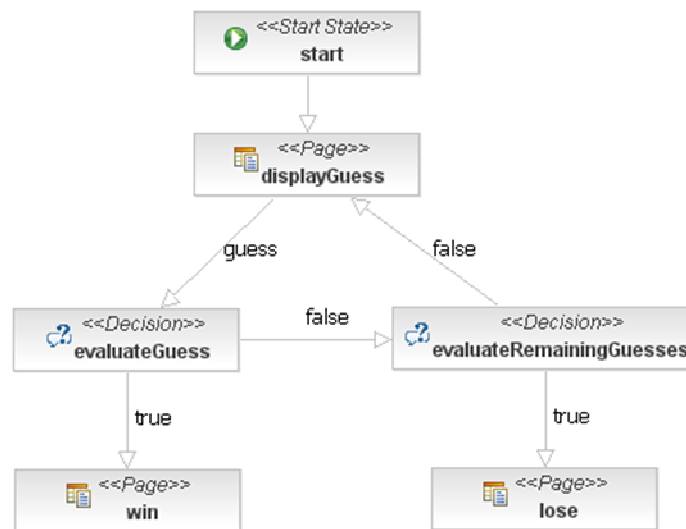 <<Start State>>
start
<<Page>>
displayGuess
guess
false
<<Decision>>
evaluateGuess
false
<<Decision>>
evaluateRemainingGuesses
true
true
<<Page>>
win
<<Page>>
lose